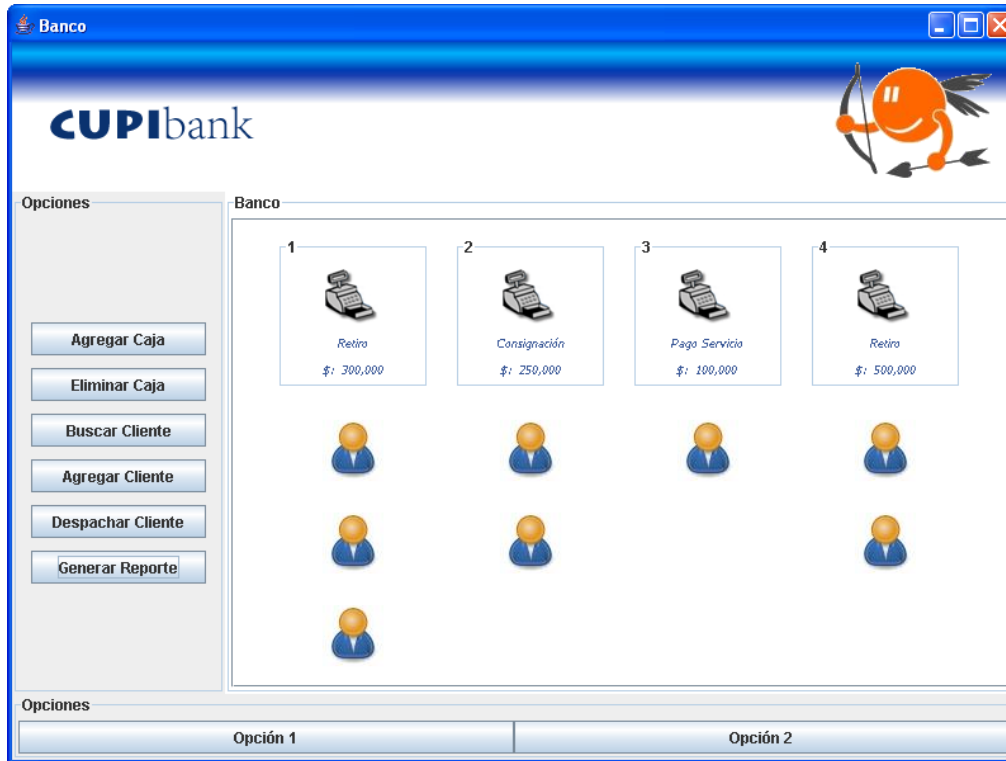 Banco
CUPIbank
Opciones
Agregar Caja
Eliminar Caja
Buscar Cliente
Agregar Cliente
Despachar Cliente
Generar Reporte
Banco
1
Retiro
$: 300,000
2
Consignación
$: 250,000
3
Pago Servicio
$: 100,000
4
Retiro
$: 500,000
Opciones
Opción 1
Opción 2